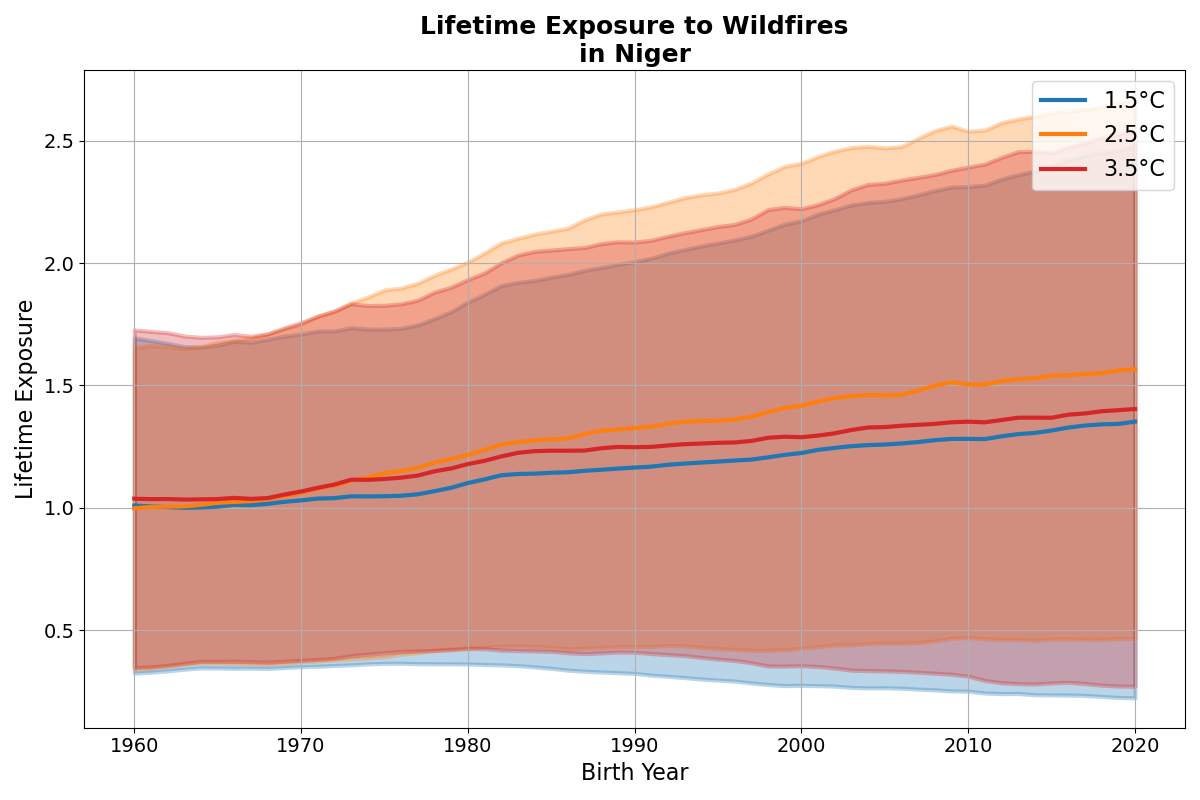 Lifetime Exposure to Wildfires
in Niger
1.5°C
2.5°C
3.5°C
Lifetime Exposure
2.5
2.0
1.5
1.0
0.5
1960
1970
1980
1990
2000
2010
2020
Birth Year